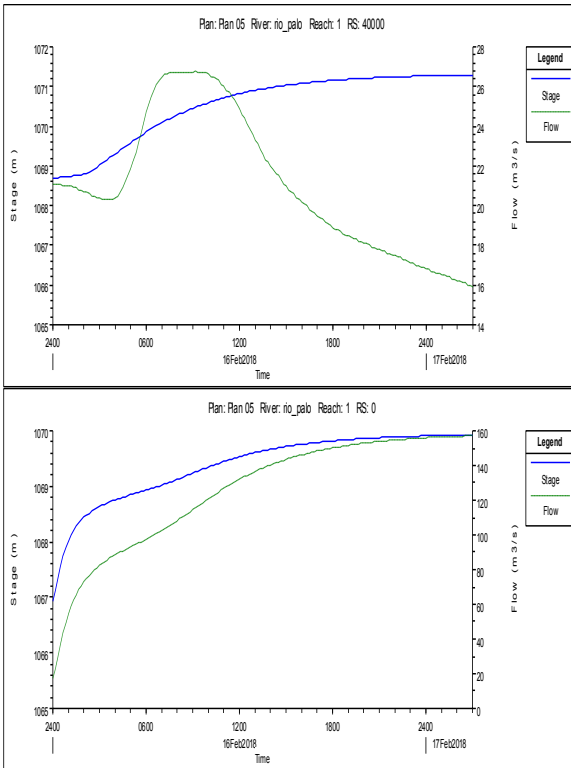 Plan: Plan 05 River: rio_palo Reach: 1 RS: 40000
1072
1071
1070
1069
1068
1067
1066
1065
Stage (m)
28
26
24
22
20
18
16
14
Flow (m3/s)
Legend
Stage
Flow
2400
0600
1200
1800
2400
16Feb2018
17Feb2018
Time
Plan: Plan 05 River: rio_palo Reach: 1 RS: 0
1070
1069
1068
1067
1066
1065
Stage (m)
160
140
120
100
80
60
40
20
0
Flow (m3/s)
Legend
Stage
Flow
2400
0600
1200
1800
2400
16Feb2018
17Feb2018
Time